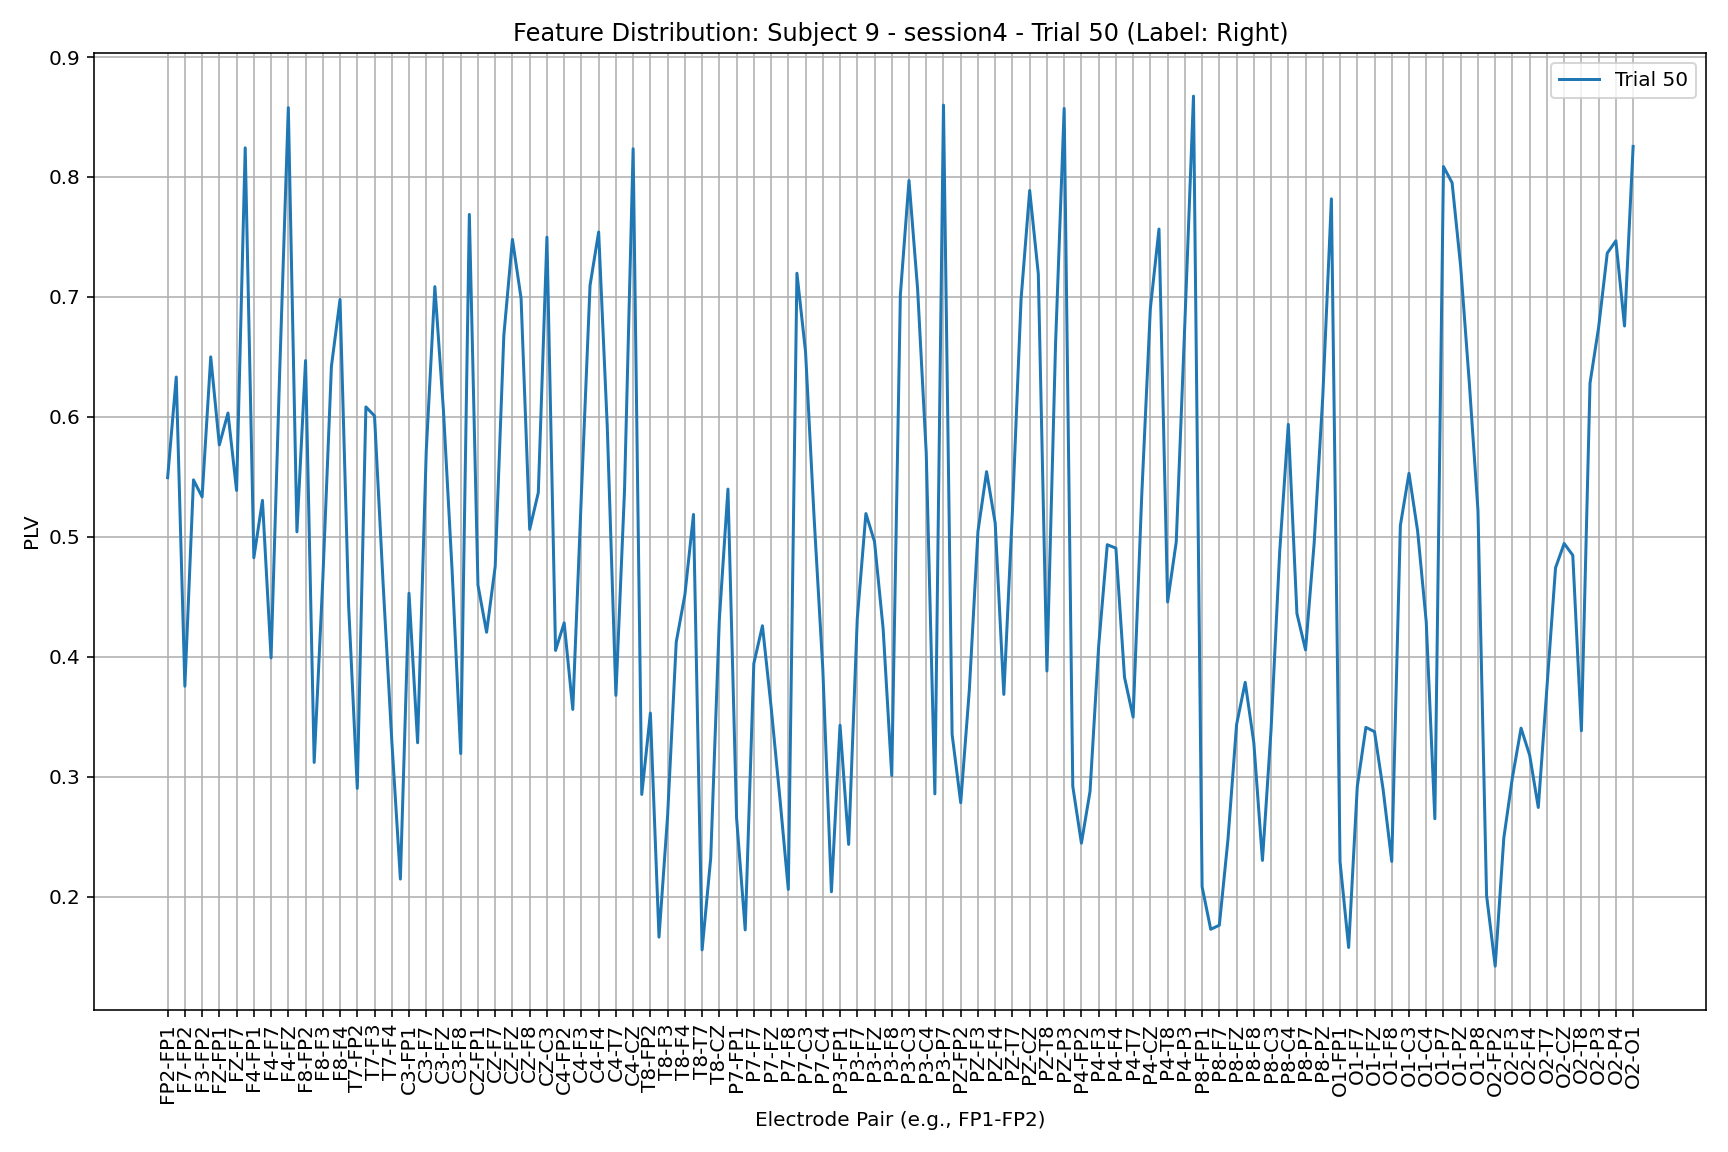 Feature Distribution: Subject 9 - session4 - Trial 50 (Label: Right)
Trial 50
PLV
0.9
0.8
0.7
0.6
0.5
0.4
0.3
0.2
FP2-FP1
F7-FP2
F3-FP2
FZ-FP1
FZ-F7
F4-FP1
F4-F7
F4-FZ
F8-FP2
F8-F3
F8-F4
T7-FP2
T7-F3
T7-F4
C3-FP1
C3-F7
C3-FZ
C3-F8
CZ-FP1
CZ-F7
CZ-FZ
CZ-F8
CZ-C3
C4-FP2
C4-F3
C4-F4
C4-T7
C4-CZ
T8-FP2
T8-F3
T8-F4
T8-T7
T8-CZ
P7-FP1
P7-F7
P7-FZ
P7-F8
P7-C3
P7-C4
P3-FP1
P3-F7
P3-FZ
P3-F8
P3-C3
P3-C4
P3-P7
PZ-FP2
PZ-F3
PZ-F4
PZ-T7
PZ-CZ
PZ-T8
PZ-P3
P4-FP2
P4-F3
P4-F4
P4-T7
P4-CZ
P4-T8
P4-P3
P8-FP1
P8-F7
P8-FZ
P8-F8
P8-C3
P8-C4
P8-P7
P8-PZ
O1-FP1
O1-F7
O1-FZ
O1-F8
O1-C3
O1-C4
O1-P7
O1-PZ
O1-P8
O2-FP2
O2-F3
O2-F4
O2-T7
O2-CZ
O2-T8
O2-P3
O2-P4
O2-O1
Electrode Pair (e.g., FP1-FP2)